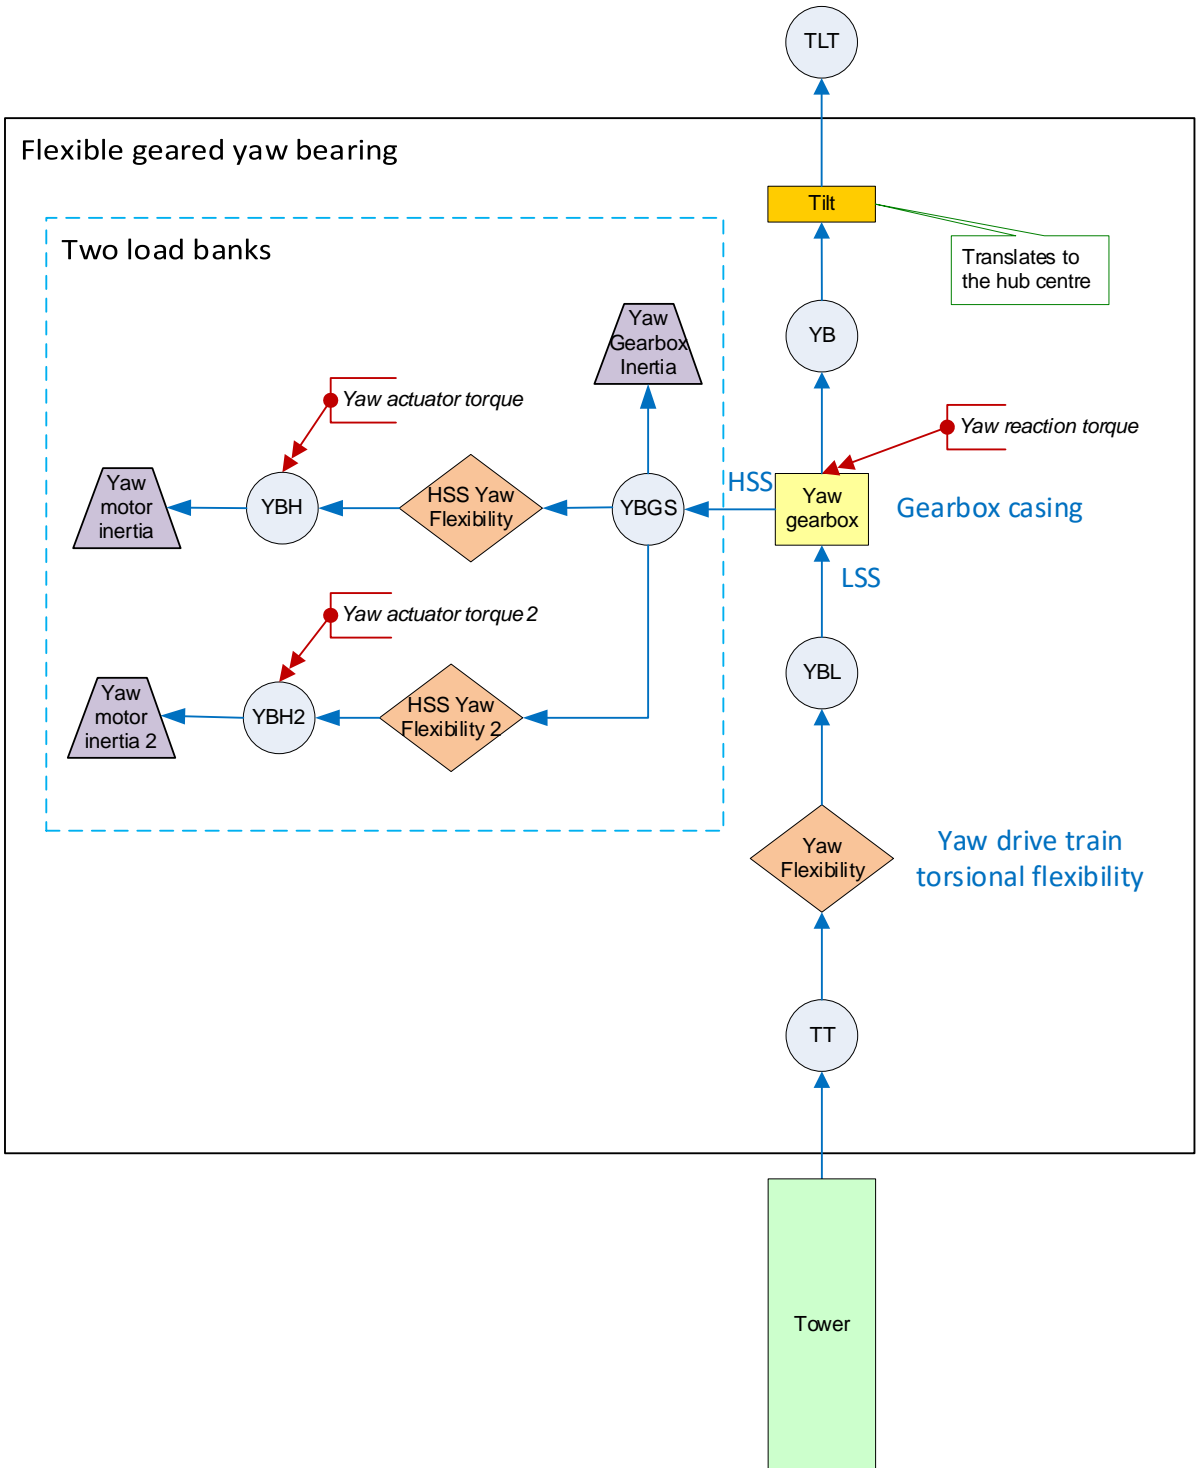 TLT
Flexible geared yaw bearing
Tilt
Two load banks
Translates to
the hub centre
Yaw
Gearbox
Inertia
YB
Yaw actuator torque
Yaw reaction torque
Yaw
motor
inertia
YBH
HSS Yaw
Flexibility
YBGS
HSS
Yaw
gearbox
Gearbox casing
LSS
Yaw actuator torque 2
YBL
Yaw
motor
inertia 2
YBH2
HSS Yaw
Flexibility 2
Yaw
Flexibility
Yaw drive train
torsional flexibility
TT
Tower